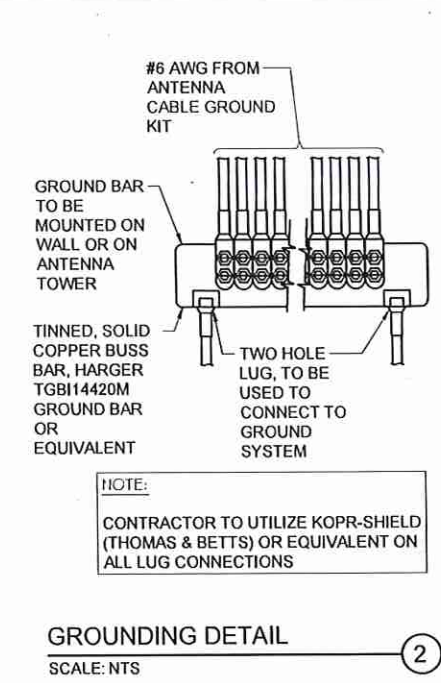 #6 AWG FROM
ANTENNA
CABLE GROUND
KIT
GROUND BAR
TO BE
MOUNTED ON
WALL OR ON
ANTENNA
TOWER
TINNED, SOLID
COPPER BUSS
BAR, HARGER
TGBI14420M
GROUND BAR
OR
EQUIVALENT
TWO HOLE
LUG, TO BE
USED TO
CONNECT TO
GROUND
SYSTEM
NOTE:
CONTRACTOR TO UTILIZE KOPR-SHIELD
(THOMAS & BETTS) OR EQUIVALENT ON
ALL LUG CONNECTIONS
GROUNDING DETAIL
2
SCALE: NTS